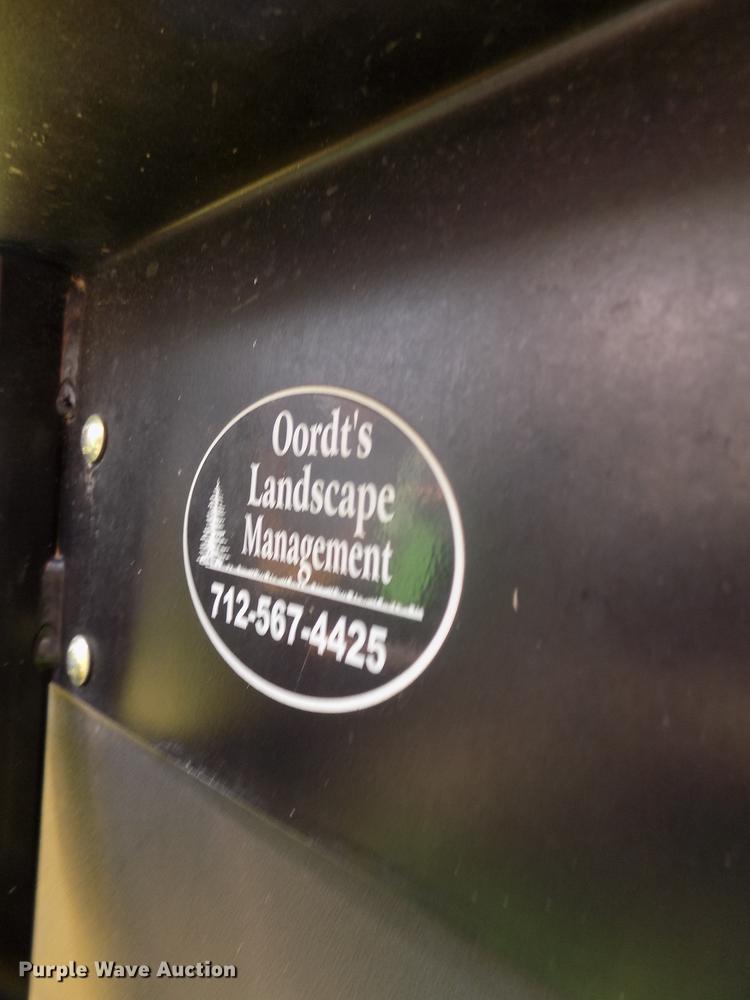 Oordt's
Landscape
Management
712-567-4425
Purple Wave Auction